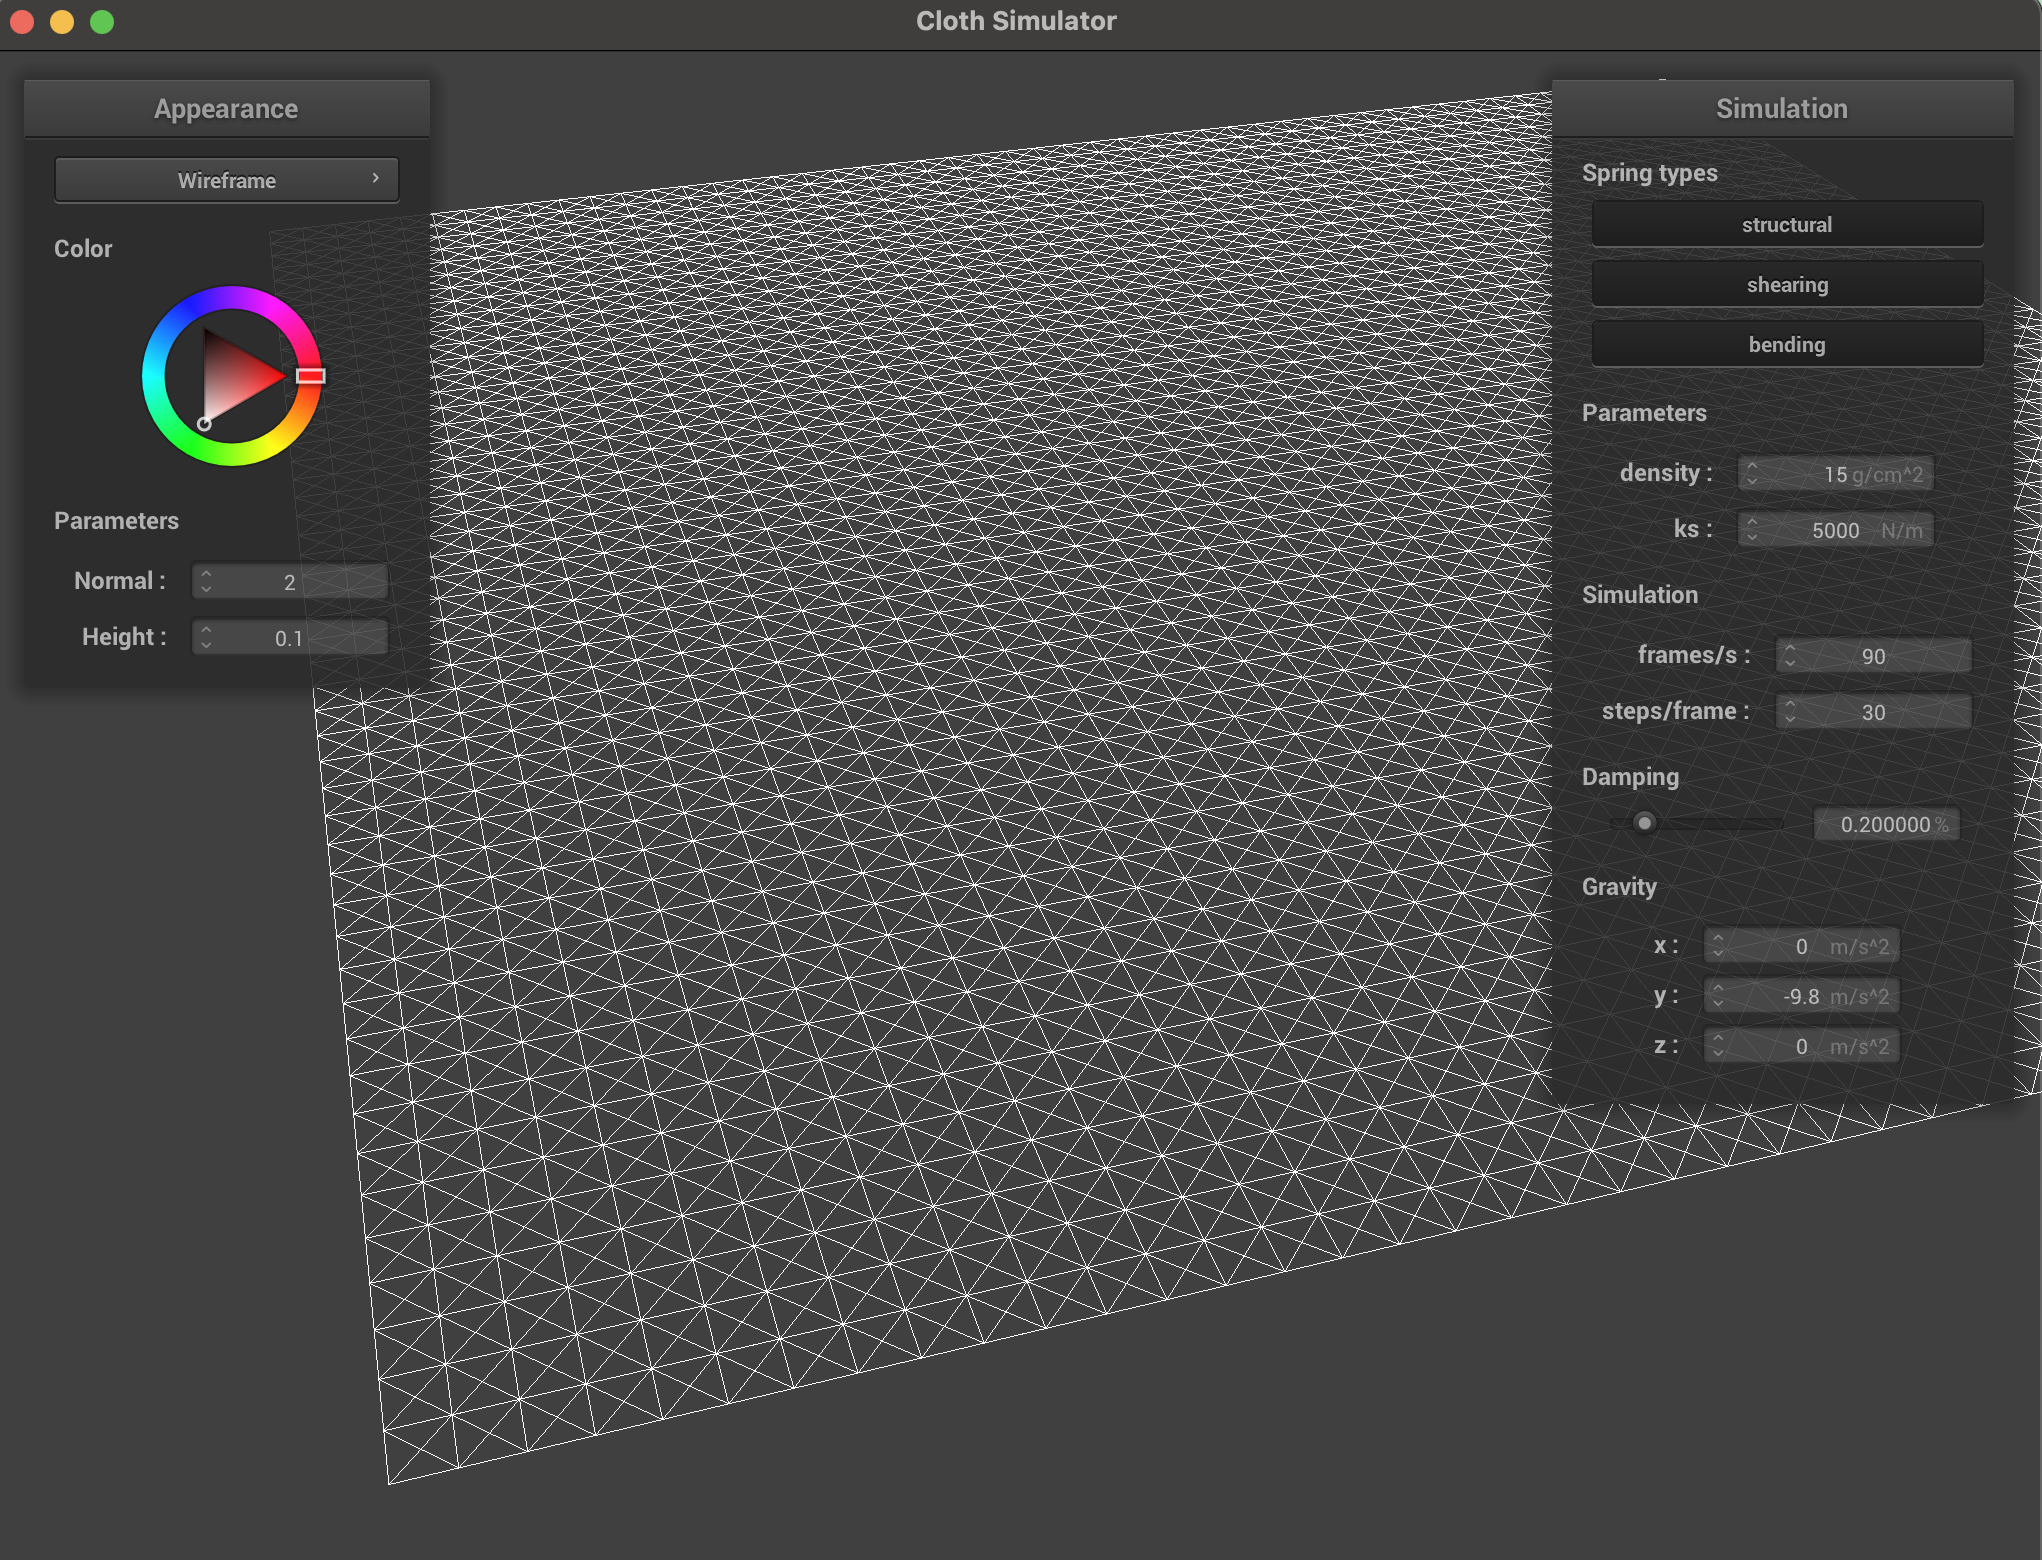 Cloth Simulator
Appearance
Wireframe
Color
Parameters
Normal : 2
Height : 0.1
Simulation
Spring types
structural
shearing
bending
Parameters
density : 15 g/cm^2
ks : 5000 N/m
Simulation
frames/s : 90
steps/frame : 30
Damping
0.200000 %
Gravity
x : 0 m/s^2
y : -9.8 m/s^2
z : 0 m/s^2